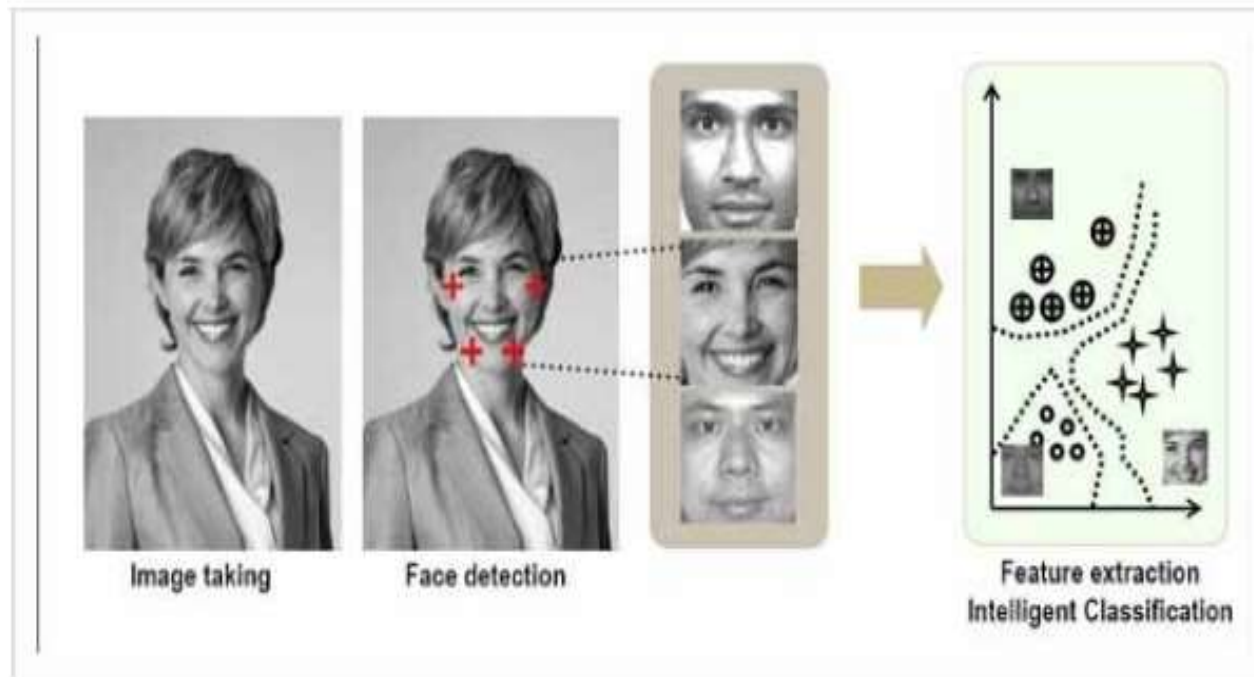 Image taking
Face detection
Feature extraction
Intelligent Classification